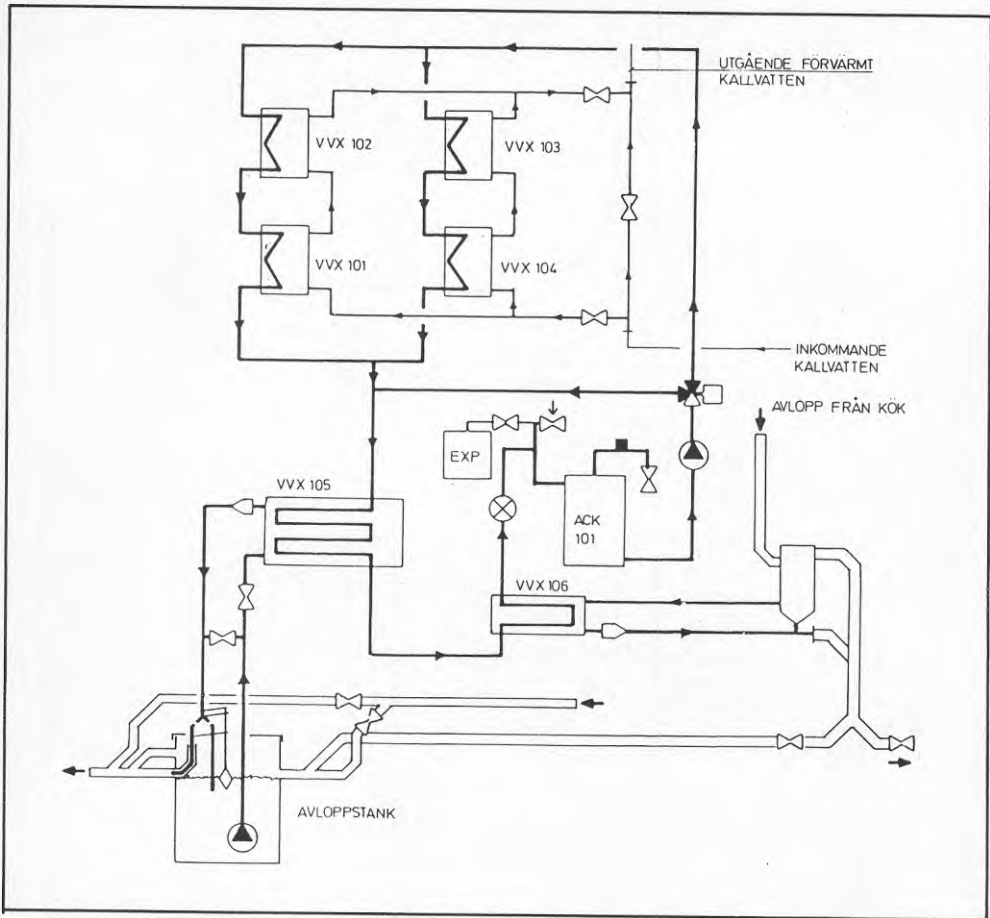 UTGÅENDE FÖRVÄRMT
KALLVATTEN
VVX 102
VVX 103
VVX 101
VVX 104
INKOMMANDE
KALLVATTEN
AVLOPP FRÅN KÖK
EXP
VVX 105
ACK
101
VVX 106
AVLOPPSTANK